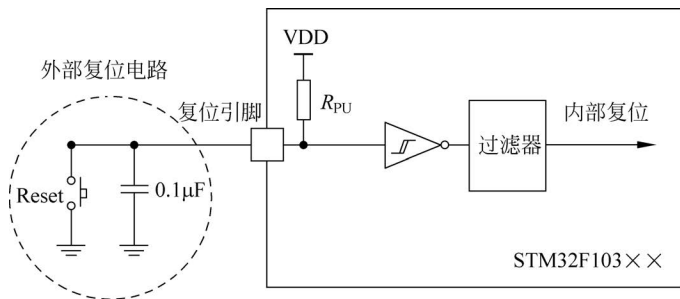 VDD
外部复位电路
复位引脚
R_PU
过滤器
内部复位
Reset
0.1μF
STM32F103××